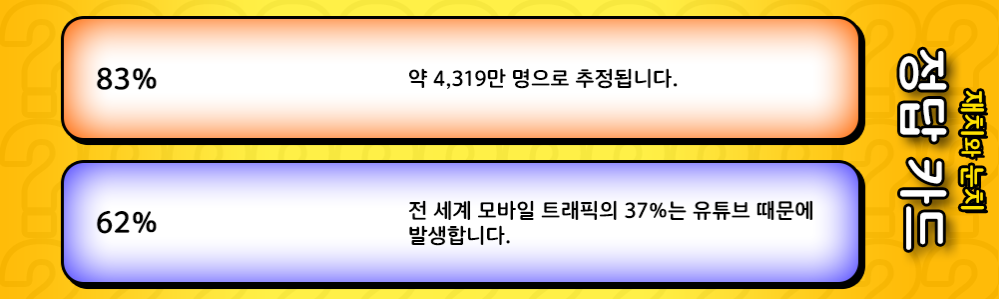 83%
약 4,319만 명으로 추정됩니다.
62%
전 세계 모바일 트래픽의 37%는 유튜브 때문에
발생합니다.
재치와 눈치
정답 카드